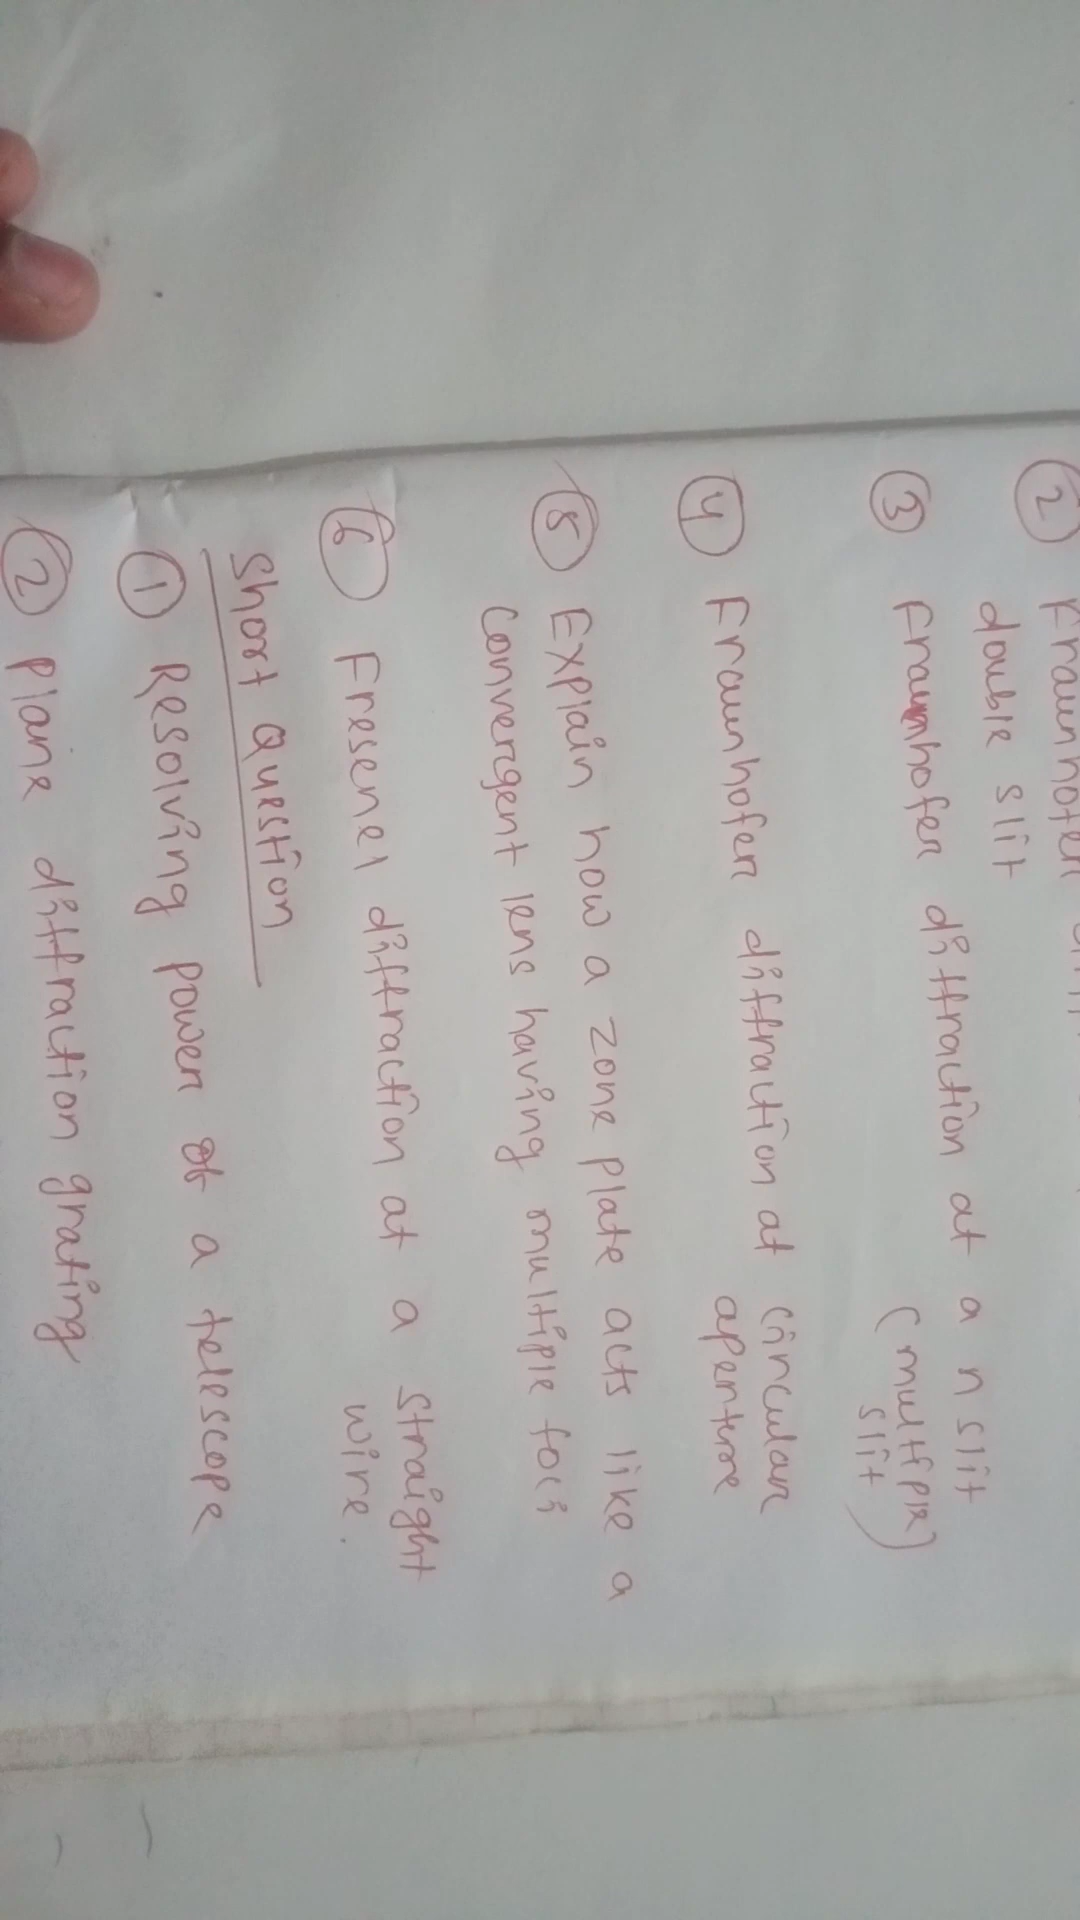 ② Fraunhofer
double slit
③ Fraunhofer diffraction at a n slit
(multiple
slit)
④ Fraunhofer diffraction at circular
aperture
⑤ Explain how a zone plate acts like a
convergent lens having multiple foci
⑥ Fresenel diffraction at a straight
wire.
Short Question
① Resolving power of a telescope
② Plane diffraction grating